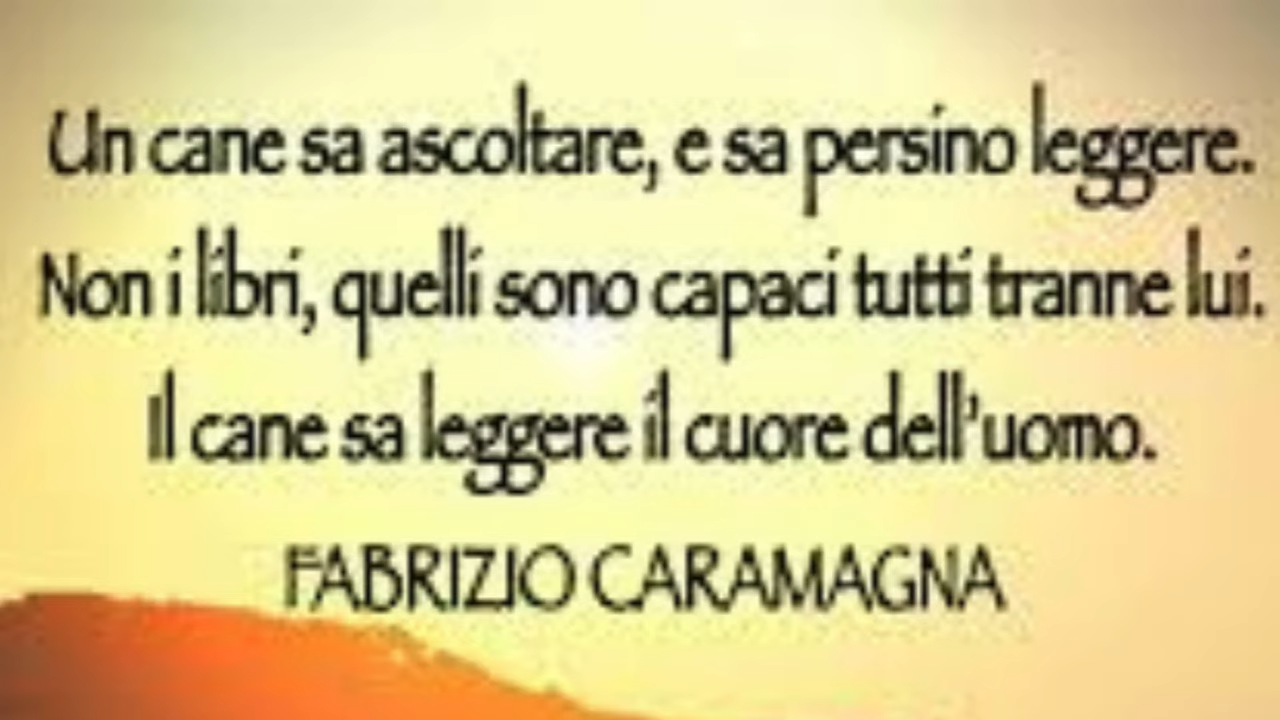 Un cane sa ascoltare, e sa persino leggere.
Non i libri, quelli sono capaci tutti tranne lui.
Il cane sa leggere il cuore dell'uomo.
FABRIZIO CARAMAGNA